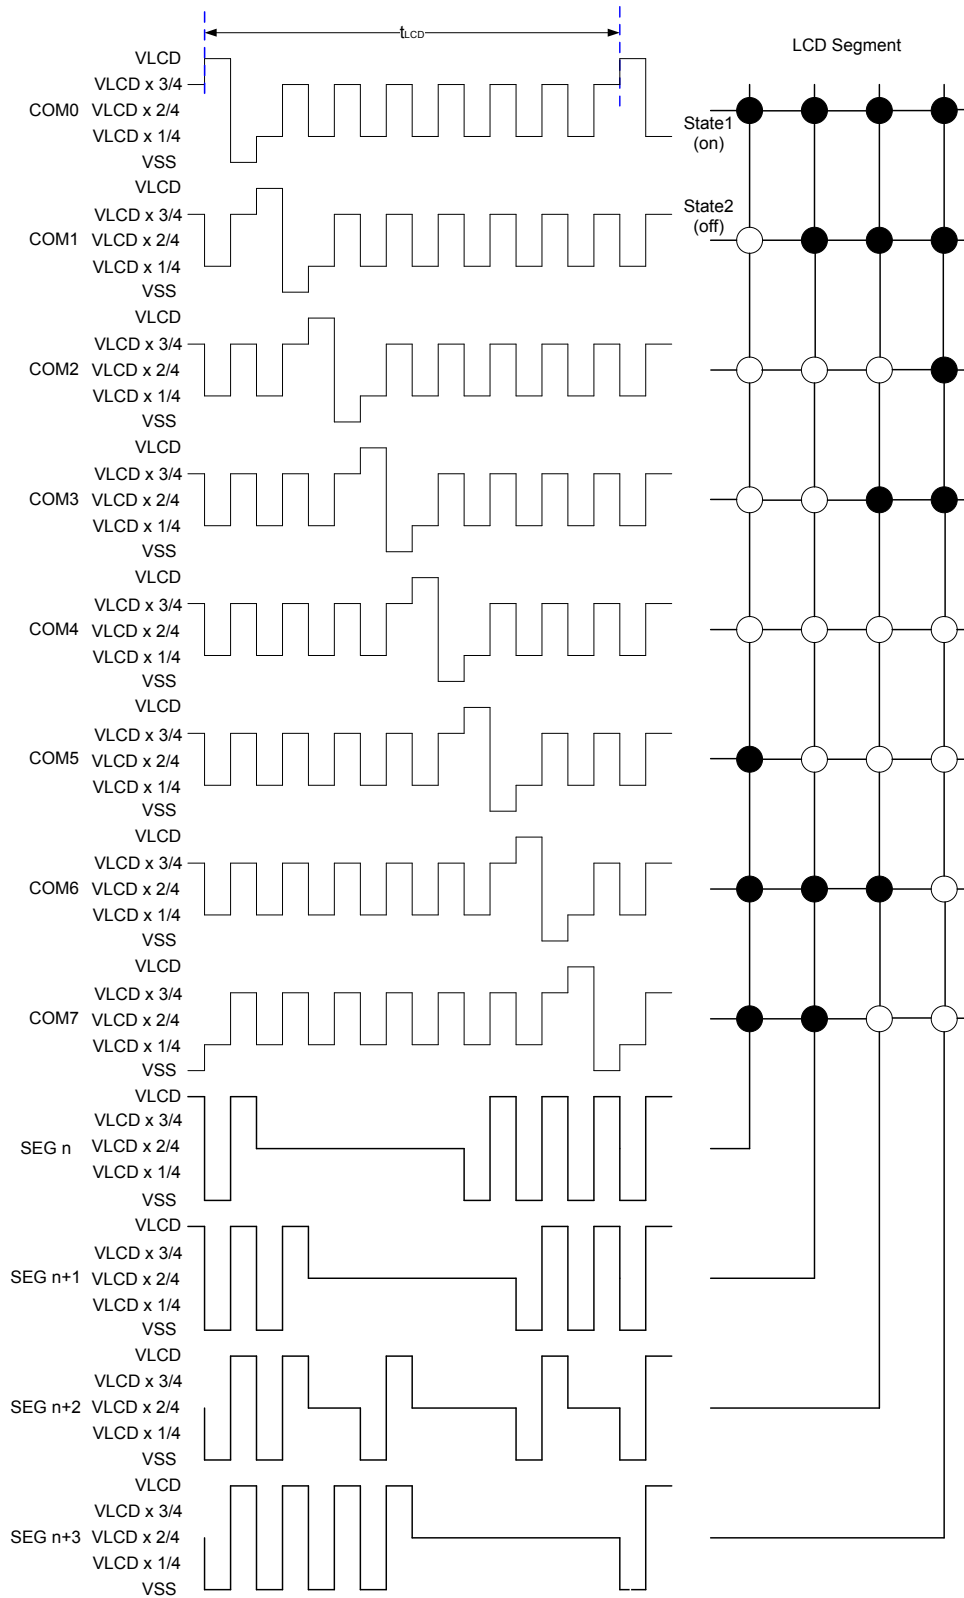 tLCD
LCD Segment
VLCD
VLCD x 3/4
COM0 VLCD x 2/4
VLCD x 1/4
VSS
State1
(on)
VLCD
VLCD x 3/4
COM1 VLCD x 2/4
VLCD x 1/4
VSS
State2
(off)
VLCD
VLCD x 3/4
COM2 VLCD x 2/4
VLCD x 1/4
VSS
VLCD
VLCD x 3/4
COM3 VLCD x 2/4
VLCD x 1/4
VSS
VLCD
VLCD x 3/4
COM4 VLCD x 2/4
VLCD x 1/4
VSS
VLCD
VLCD x 3/4
COM5 VLCD x 2/4
VLCD x 1/4
VSS
VLCD
VLCD x 3/4
COM6 VLCD x 2/4
VLCD x 1/4
VSS
VLCD
VLCD x 3/4
COM7 VLCD x 2/4
VLCD x 1/4
VSS
VLCD
VLCD x 3/4
SEG n VLCD x 2/4
VLCD x 1/4
VSS
VLCD
VLCD x 3/4
SEG n+1 VLCD x 2/4
VLCD x 1/4
VSS
VLCD
VLCD x 3/4
SEG n+2 VLCD x 2/4
VLCD x 1/4
VSS
VLCD
VLCD x 3/4
SEG n+3 VLCD x 2/4
VLCD x 1/4
VSS